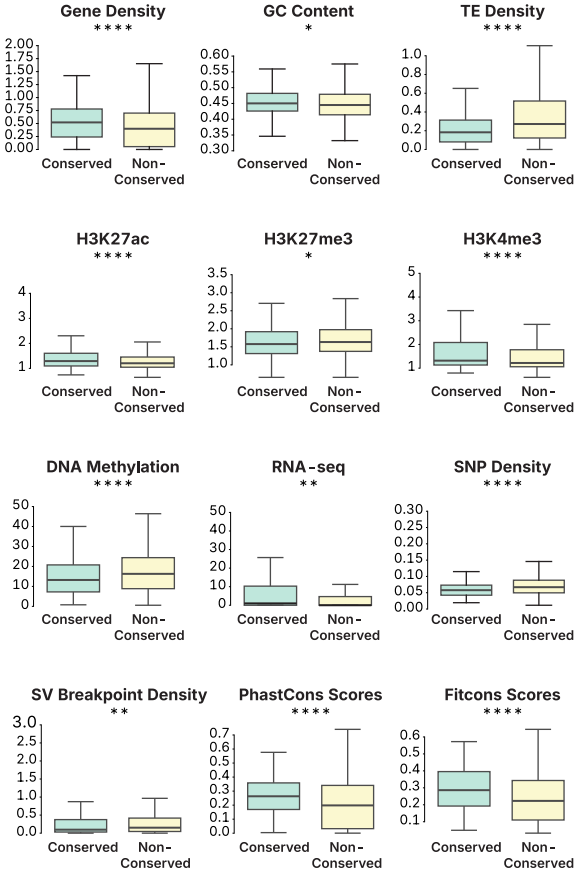 Gene Density
****
2.00
1.75
1.50
1.25
1.00
0.75
0.50
0.25
0.00
Conserved
Non-
Conserved
GC Content
*
0.60
0.55
0.50
0.45
0.40
0.35
0.30
Conserved
Non-
Conserved
TE Density
****
1.0
0.8
0.6
0.4
0.2
0.0
Conserved
Non-
Conserved
H3K27ac
****
4
3
2
1
Conserved
Non-
Conserved
H3K27me3
*
3.5
3.0
2.5
2.0
1.5
1.0
Conserved
Non-
Conserved
H3K4me3
****
5
4
3
2
1
Conserved
Non-
Conserved
DNA Methylation
****
50
40
30
20
10
0
Conserved
Non-
Conserved
RNA-seq
**
50
40
30
20
10
0
Conserved
Non-
Conserved
SNP Density
****
0.30
0.25
0.20
0.15
0.10
0.05
0.00
Conserved
Non-
Conserved
SV Breakpoint Density
**
3.0
2.5
2.0
1.5
1.0
0.5
0.0
Conserved
Non-
Conserved
PhastCons Scores
****
0.7
0.6
0.5
0.4
0.3
0.2
0.1
0.0
Conserved
Non-
Conserved
Fitcons Scores
****
0.6
0.5
0.4
0.3
0.2
0.1
Conserved
Non-
Conserved